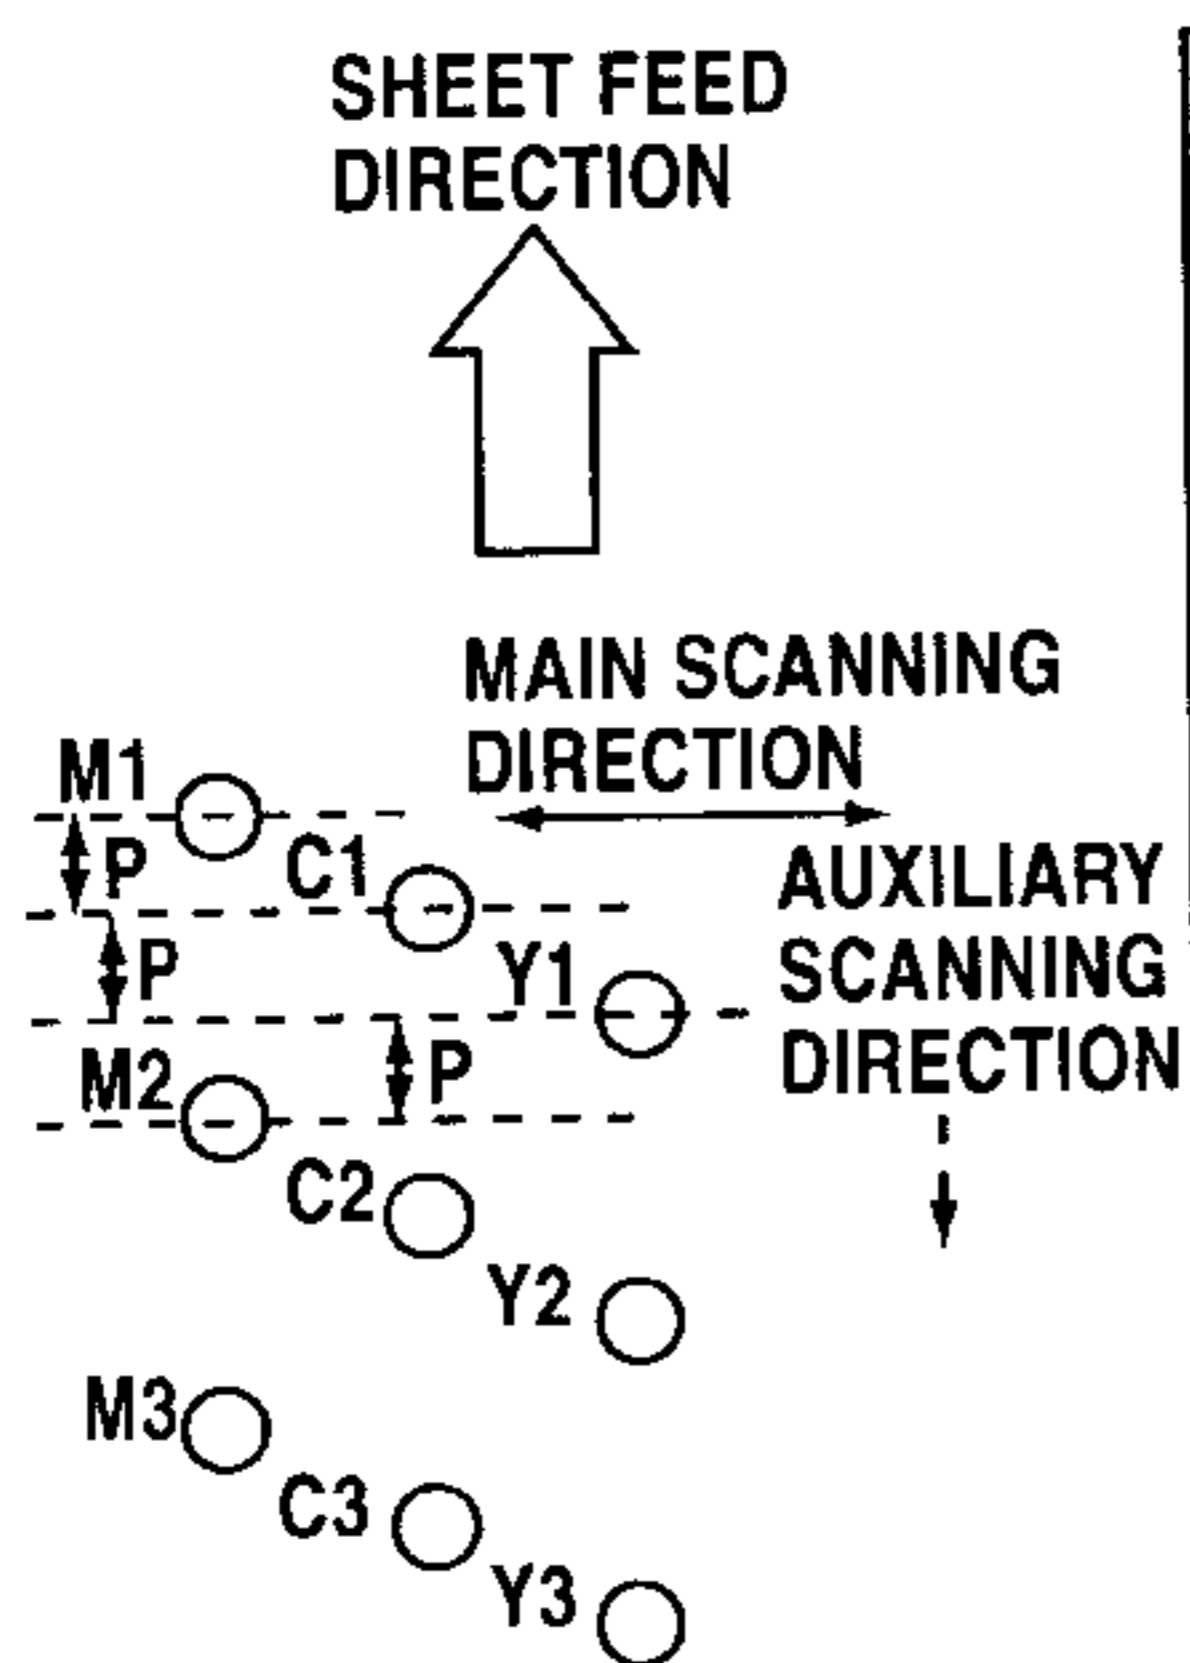 SHEET FEED
DIRECTION
MAIN SCANNING
DIRECTION
M1
P
C1
AUXILIARY
SCANNING
DIRECTION
P
Y1
M2
P
C2
Y2
M3
C3
Y3